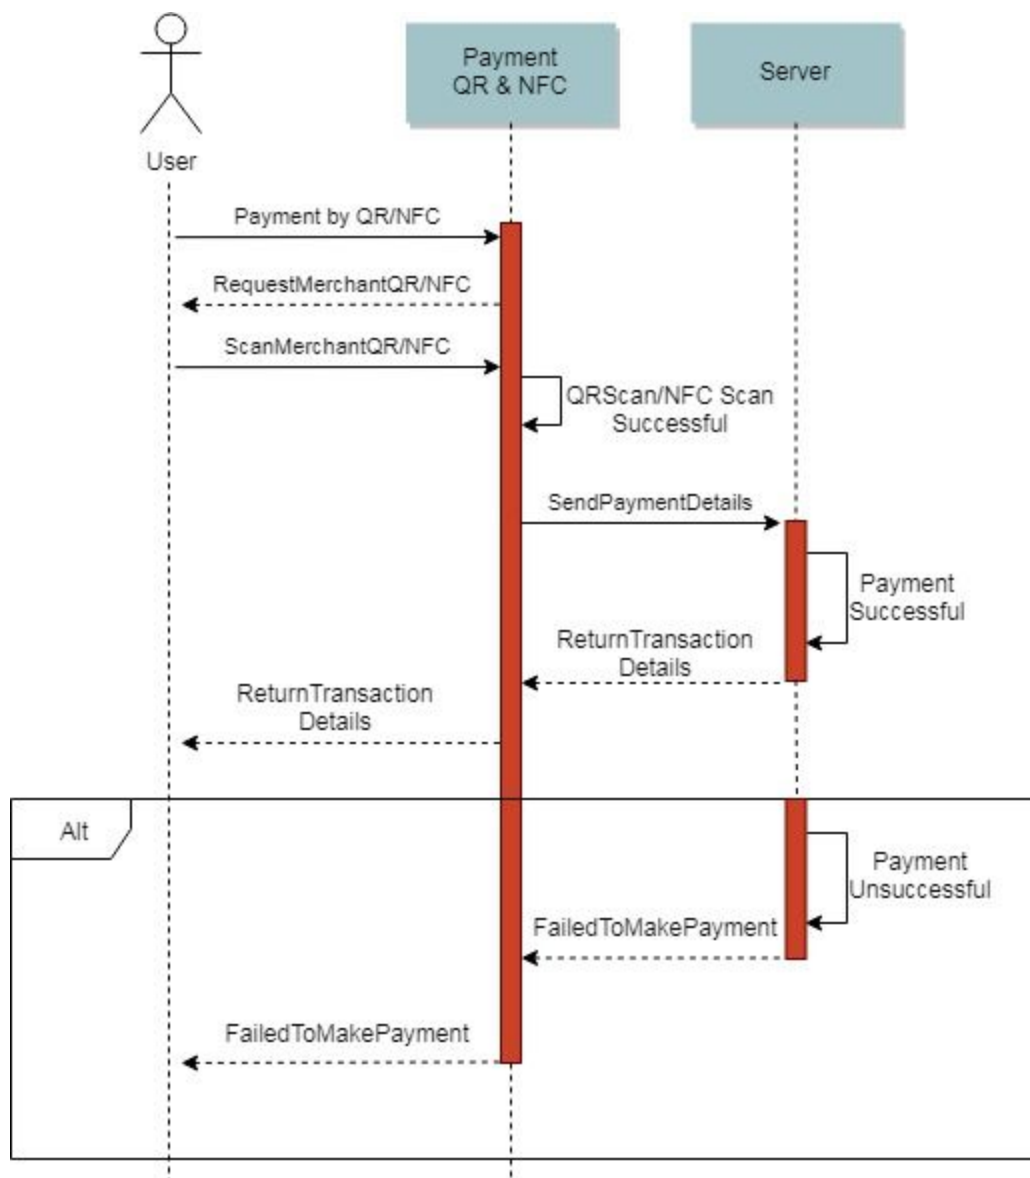 Payment
QR & NFC
Server
User
Payment by QR/NFC
RequestMerchantQR/NFC
ScanMerchantQR/NFC
QRScan/NFC Scan
Successful
SendPaymentDetails
Payment
Successful
ReturnTransaction
Details
ReturnTransaction
Details
Alt
Payment
Unsuccessful
FailedToMakePayment
FailedToMakePayment